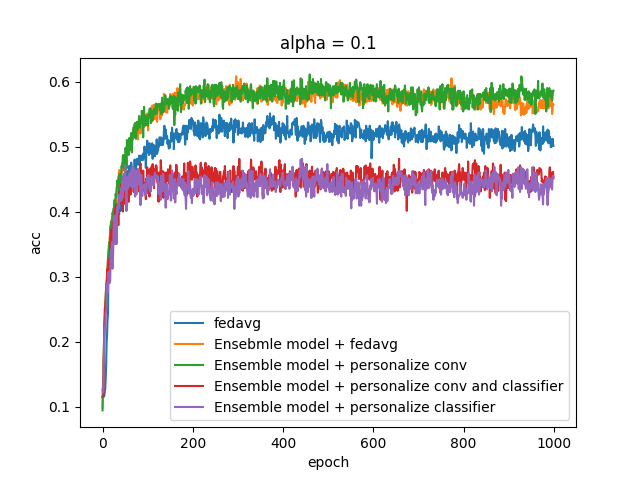 alpha = 0.1
acc
0.6
0.5
0.4
0.3
0.2
0.1
fedavg
Ensebmle model + fedavg
Ensemble model + personalize conv
Ensemble model + personalize conv and classifier
Ensemble model + personalize classifier
0
200
400
600
800
1000
epoch